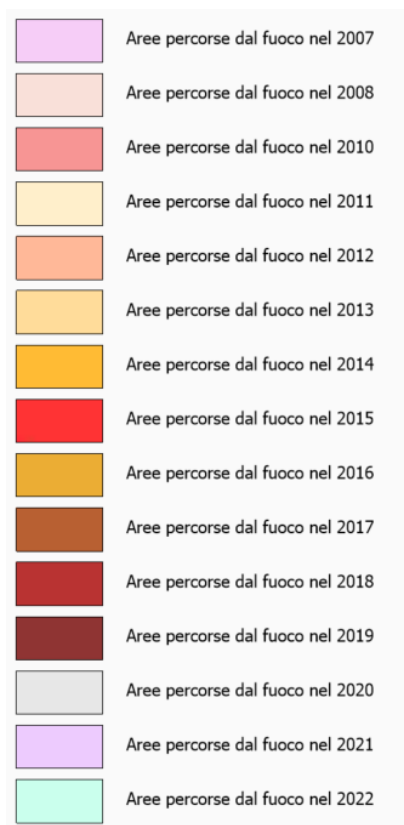 Aree percorse dal fuoco nel 2007
Aree percorse dal fuoco nel 2008
Aree percorse dal fuoco nel 2010
Aree percorse dal fuoco nel 2011
Aree percorse dal fuoco nel 2012
Aree percorse dal fuoco nel 2013
Aree percorse dal fuoco nel 2014
Aree percorse dal fuoco nel 2015
Aree percorse dal fuoco nel 2016
Aree percorse dal fuoco nel 2017
Aree percorse dal fuoco nel 2018
Aree percorse dal fuoco nel 2019
Aree percorse dal fuoco nel 2020
Aree percorse dal fuoco nel 2021
Aree percorse dal fuoco nel 2022